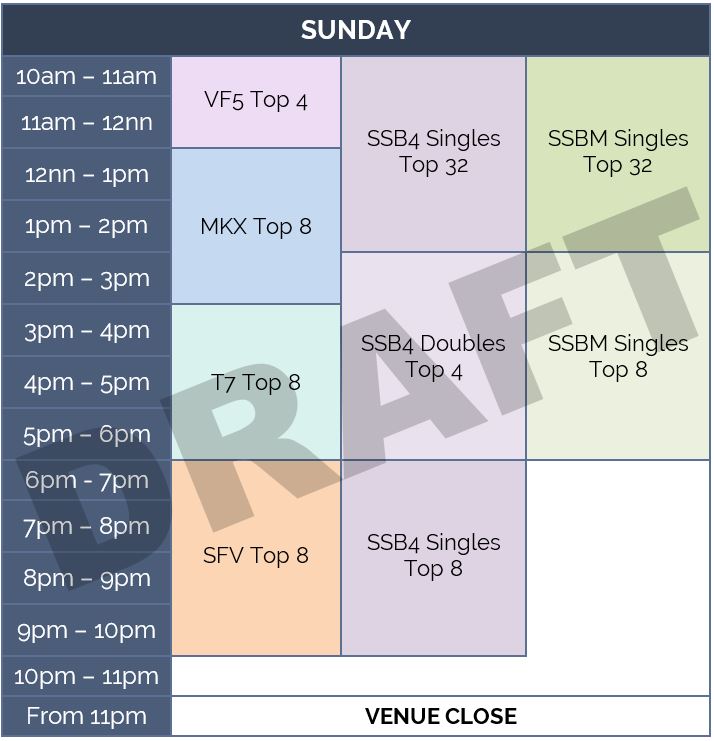 SUNDAY
10am – 11am
11am – 12nn
12nn – 1pm
1pm – 2pm
2pm – 3pm
3pm – 4pm
4pm – 5pm
5pm – 6pm
6pm - 7pm
7pm – 8pm
8pm – 9pm
9pm – 10pm
10pm – 11pm
From 11pm
VF5 Top 4
MKX Top 8
T7 Top 8
SFV Top 8
SSB4 Singles
Top 32
SSB4 Doubles
Top 4
SSB4 Singles
Top 8
SSBM Singles
Top 32
SSBM Singles
Top 8
VENUE CLOSE
DRAFT